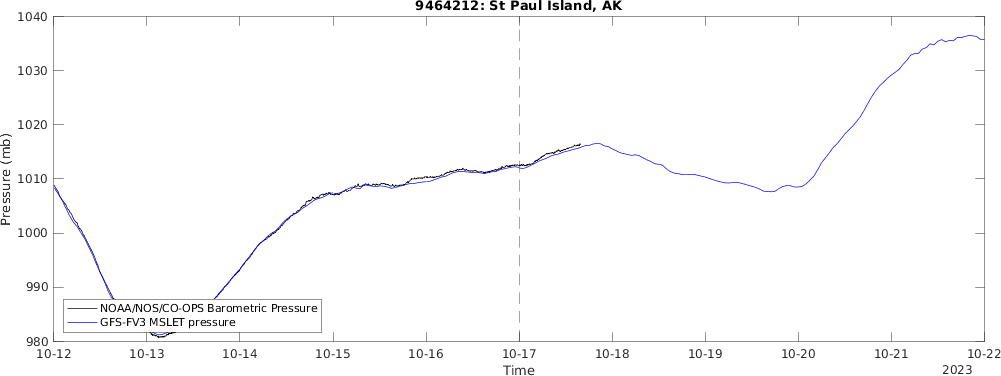 9464212: St Paul Island, AK
Pressure (mb)
1040
1030
1020
1010
1000
990
980
NOAA/NOS/CO-OPS Barometric Pressure
GFS-FV3 MSLET pressure
10-12 10-13 10-14 10-15 10-16 10-17 10-18 10-19 10-20 10-21 10-22
Time
2023